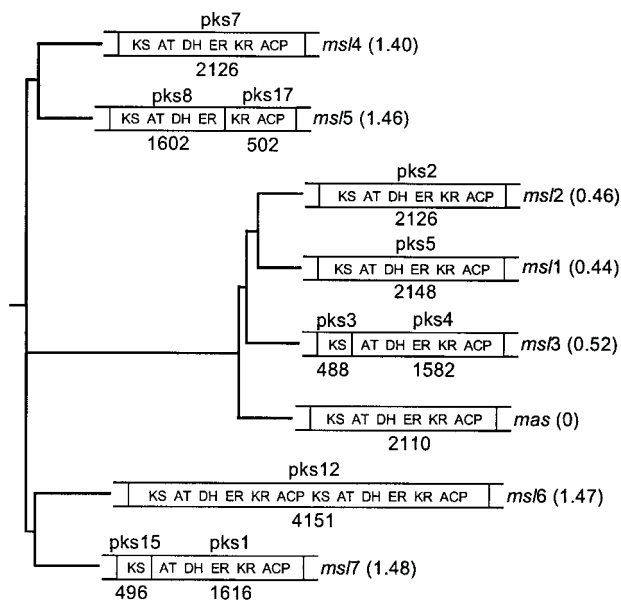 pks7
KS AT DH ER KR ACP msl4 (1.40)
2126
pks8 pks17
KS AT DH ER KR ACP msl5 (1.46)
1602 502
pks2
KS AT DH ER KR ACP msl2 (0.46)
2126
pks5
KS AT DH ER KR ACP msl1 (0.44)
2148
pks3 pks4
KS AT DH ER KR ACP msl3 (0.52)
488 1582
KS AT DH ER KR ACP mas (0)
2110
pks12
KS AT DH ER KR ACP KS AT DH ER KR ACP msl6 (1.47)
4151
pks15 pks1
KS AT DH ER KR ACP msl7 (1.48)
496 1616